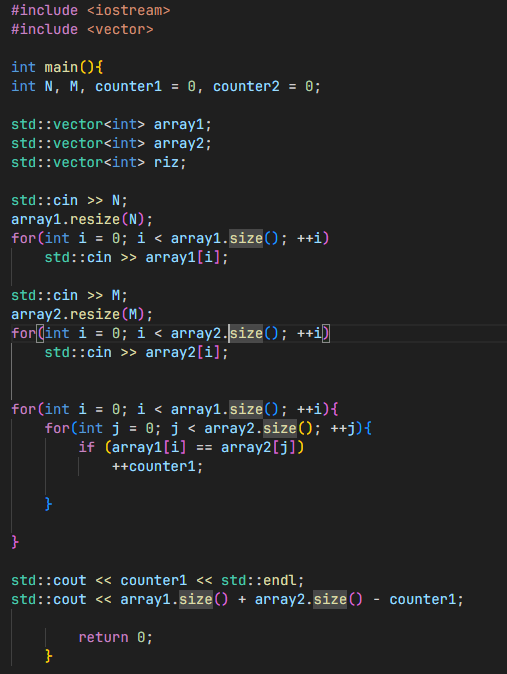 #include <iostream>
#include <vector>
int main(){
int N, M, counter1 = 0, counter2 = 0;
std::vector<int> array1;
std::vector<int> array2;
std::vector<int> riz;
std::cin >> N;
array1.resize(N);
for(int i = 0; i < array1.size(); ++i)
std::cin >> array1[i];
std::cin >> M;
array2.resize(M);
for(int i = 0; i < array2.size(); ++i)
std::cin >> array2[i];
for(int i = 0; i < array1.size(); ++i){
for(int j = 0; j < array2.size(); ++j){
if (array1[i] == array2[j])
++counter1;
}
}
std::cout << counter1 << std::endl;
std::cout << array1.size() + array2.size() - counter1;
return 0;
}